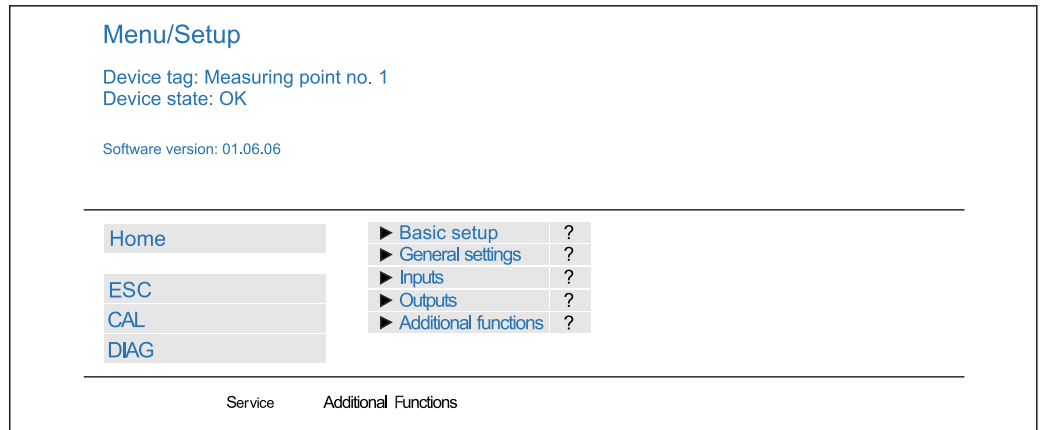 Menu/Setup
Device tag: Measuring point no. 1
Device state: OK
Software version: 01.06.06
Home
ESC
CAL
DIAG
► Basic setup ?
► General settings ?
► Inputs ?
► Outputs ?
► Additional functions ?
Service Additional Functions